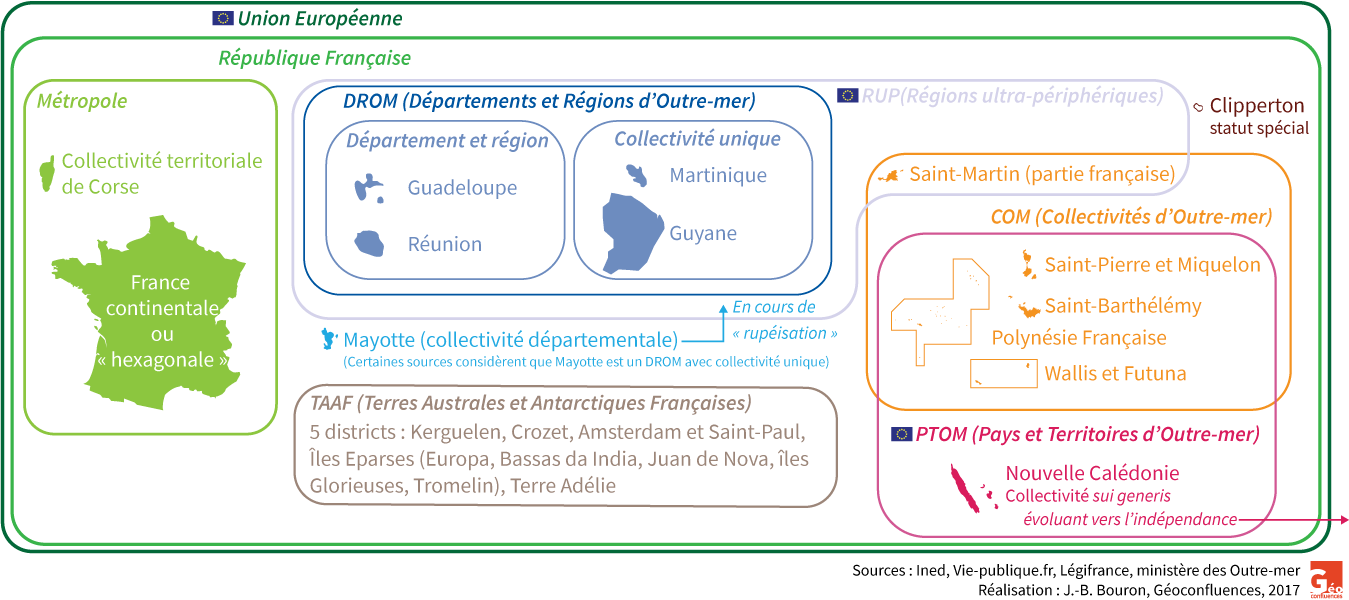 Union Européenne
République Française
Métropole
Collectivité territoriale
de Corse
France
continentale
ou
« hexagonale »
DROM (Départements et Régions d'Outre-mer)
Département et région
Guadeloupe
Réunion
Collectivité unique
Martinique
Guyane
RUP(Régions ultra-périphériques)
Clipperton
statut spécial
Saint-Martin (partie française)
COM (Collectivités d'Outre-mer)
Saint-Pierre et Miquelon
Saint-Barthélémy
Polynésie Française
Wallis et Futuna
En cours de
« rupéisation »
Mayotte (collectivité départementale)
(Certaines sources considèrent que Mayotte est un DROM avec collectivité unique)
TAAF (Terres Australes et Antarctiques Françaises)
5 districts : Kerguelen, Crozet, Amsterdam et Saint-Paul,
Îles Eparses (Europa, Bassas da India, Juan de Nova, îles
Glorieuses, Tromelin), Terre Adélie
PTOM (Pays et Territoires d'Outre-mer)
Nouvelle Calédonie
Collectivité sui generis
évoluant vers l'indépendance
Sources : Ined, Vie-publique.fr, Légifrance, ministère des Outre-mer
Réalisation : J.-B. Bouron, Géoconfluences, 2017
Géo
confluences